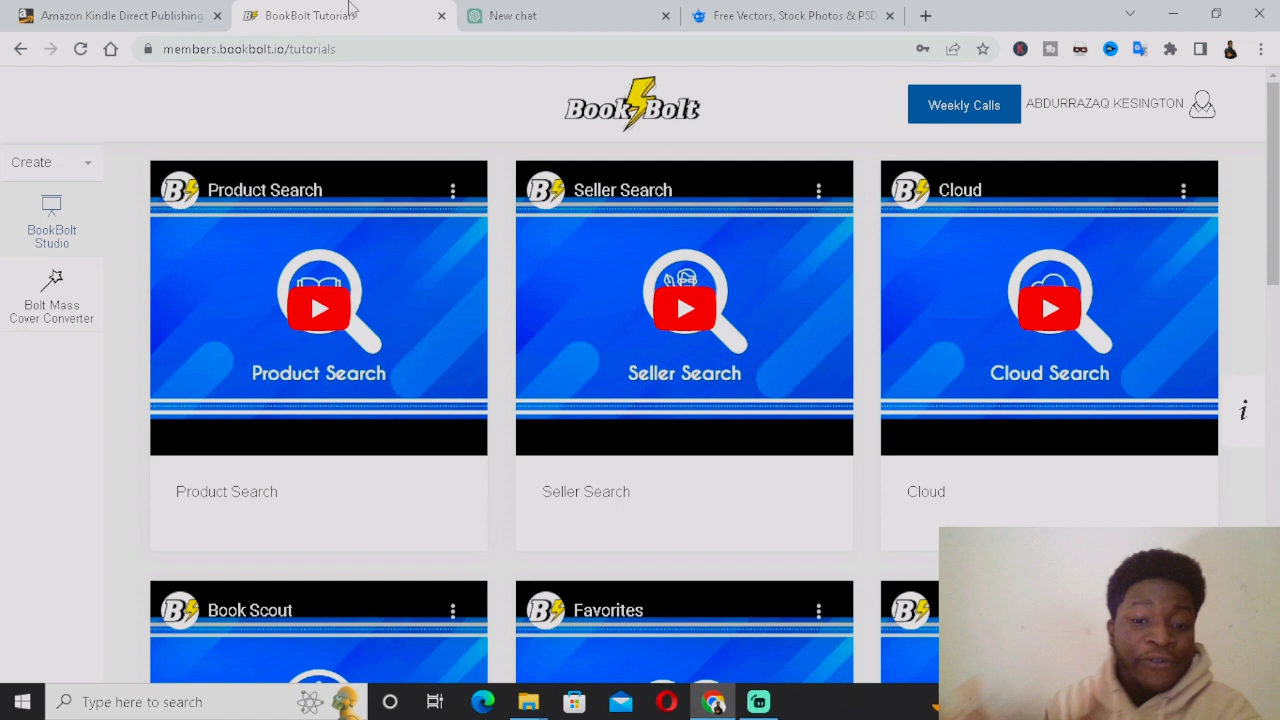 Amazon Kindle Direct Publishing
BookBolt Tutorials
New chat
Free Vectors, Stock Photos & PSD
members.bookbolt.io/tutorials
Book Bolt
Weekly Calls
ABDURRAZAQ KESINGTON
Create
BookBolt
Studio
Bolt Mass
Cover Converter
Product Search
Product Search
Product Search
Seller Search
Seller Search
Seller Search
Cloud
Cloud Search
Cloud
i
Book Scout
Favorites
Type here to search